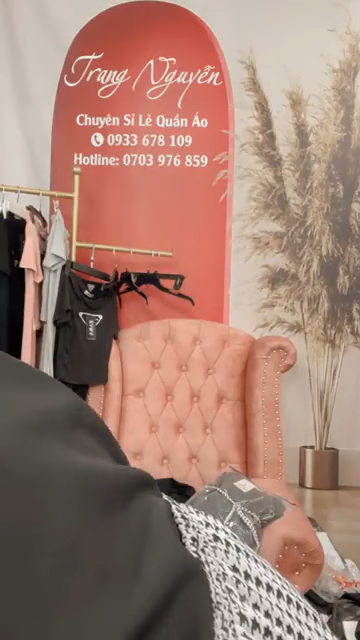 Trang Nguyễn
Chuyên Sỉ Lẻ Quần Áo
0933 678 109
Hotline: 0703 976 859